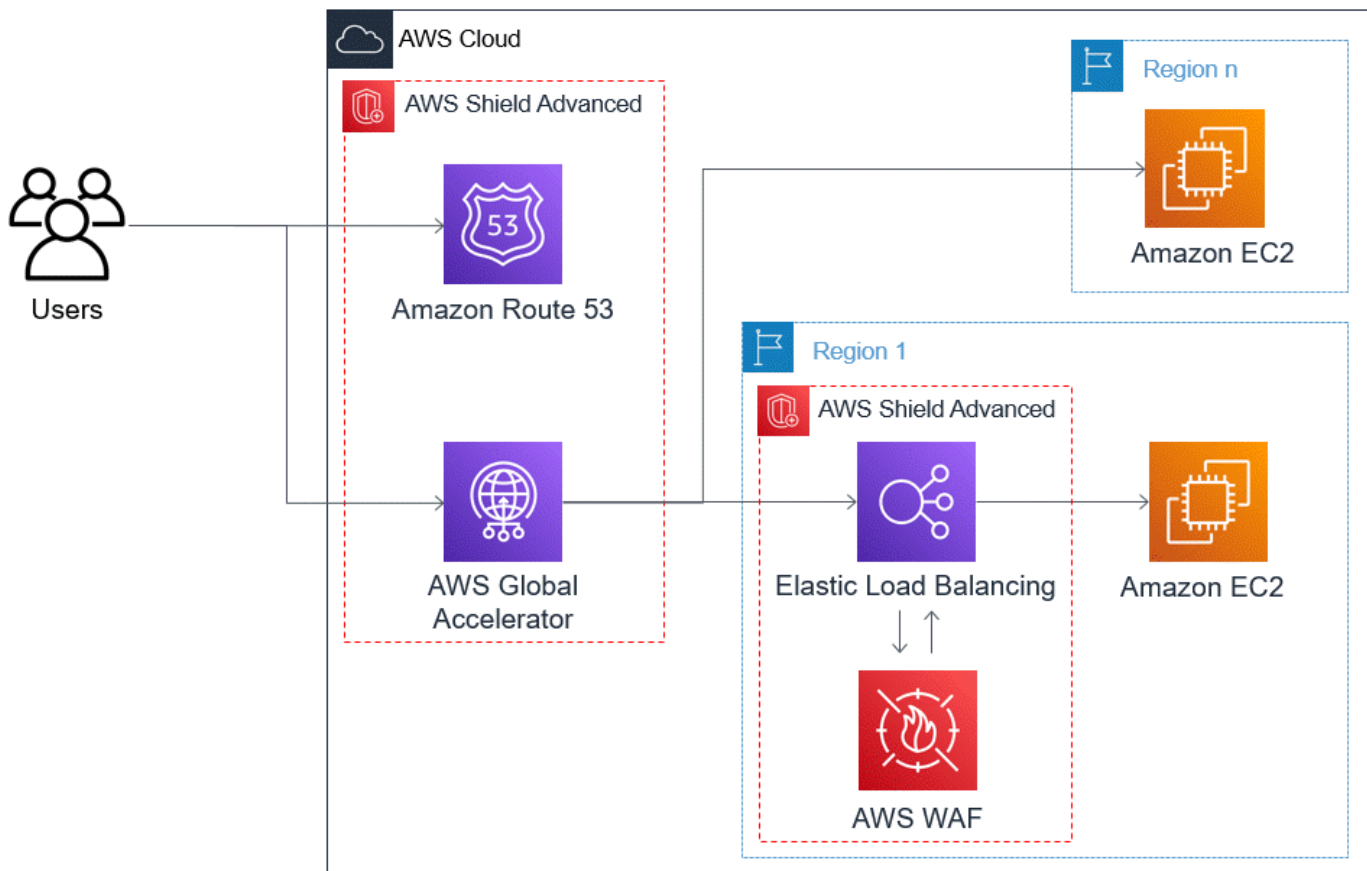 AWS Cloud
Region n
AWS Shield Advanced
53
Amazon EC2
Users
Amazon Route 53
Region 1
AWS Shield Advanced
AWS Global
Accelerator
Elastic Load Balancing
Amazon EC2
AWS WAF